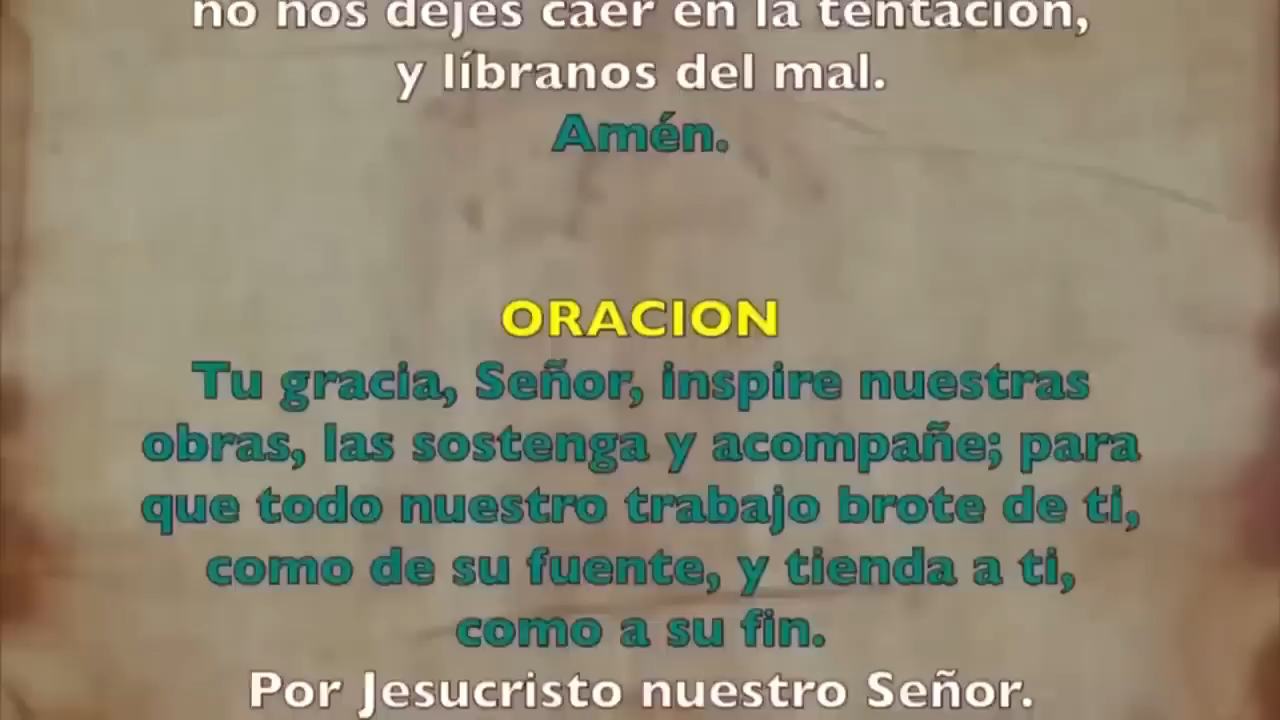 no nos dejes caer en la tentación,
y líbranos del mal.
Amén.
ORACION
Tu gracia, Señor, inspire nuestras
obras, las sostenga y acompañe; para
que todo nuestro trabajo brote de ti,
como de su fuente, y tienda a ti,
como a su fin.
Por Jesucristo nuestro Señor.